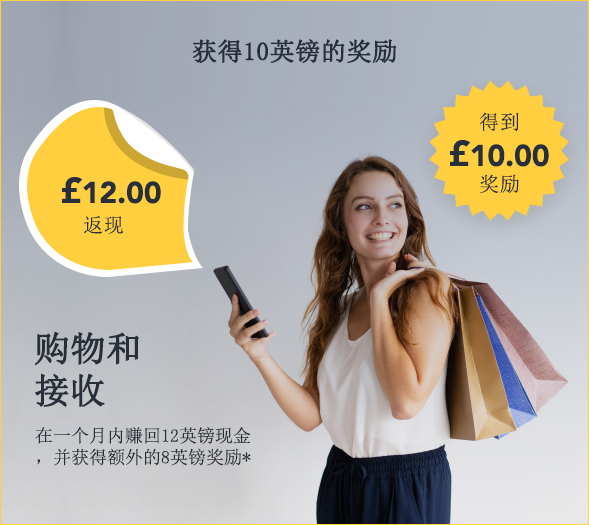 获得10英镑的奖励
得到
£10.00
奖励
£12.00
返现
购物和
接收
在一个月内赚回12英镑现金
，并获得额外的8英镑奖励*